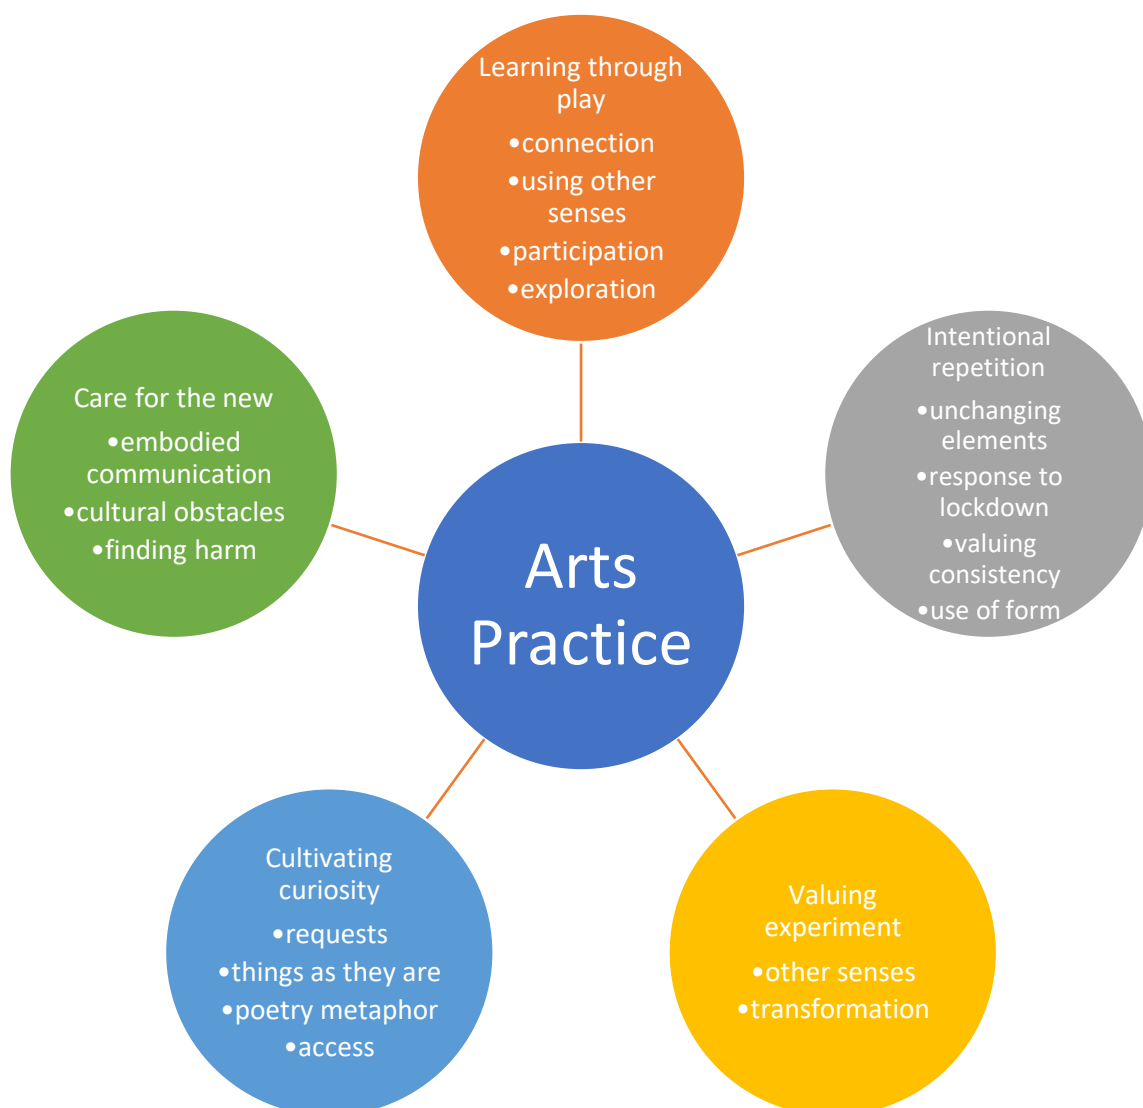 Learning through
play
•connection
•using other
senses
•participation
•exploration
Intentional
repetition
•unchanging
elements
•response to
lockdown
•valuing
consistency
•use of form
Care for the new
•embodied
communication
•cultural obstacles
•finding harm
Arts
Practice
Cultivating
curiosity
•requests
•things as they are
•poetry metaphor
•access
Valuing
experiment
•other senses
•transformation